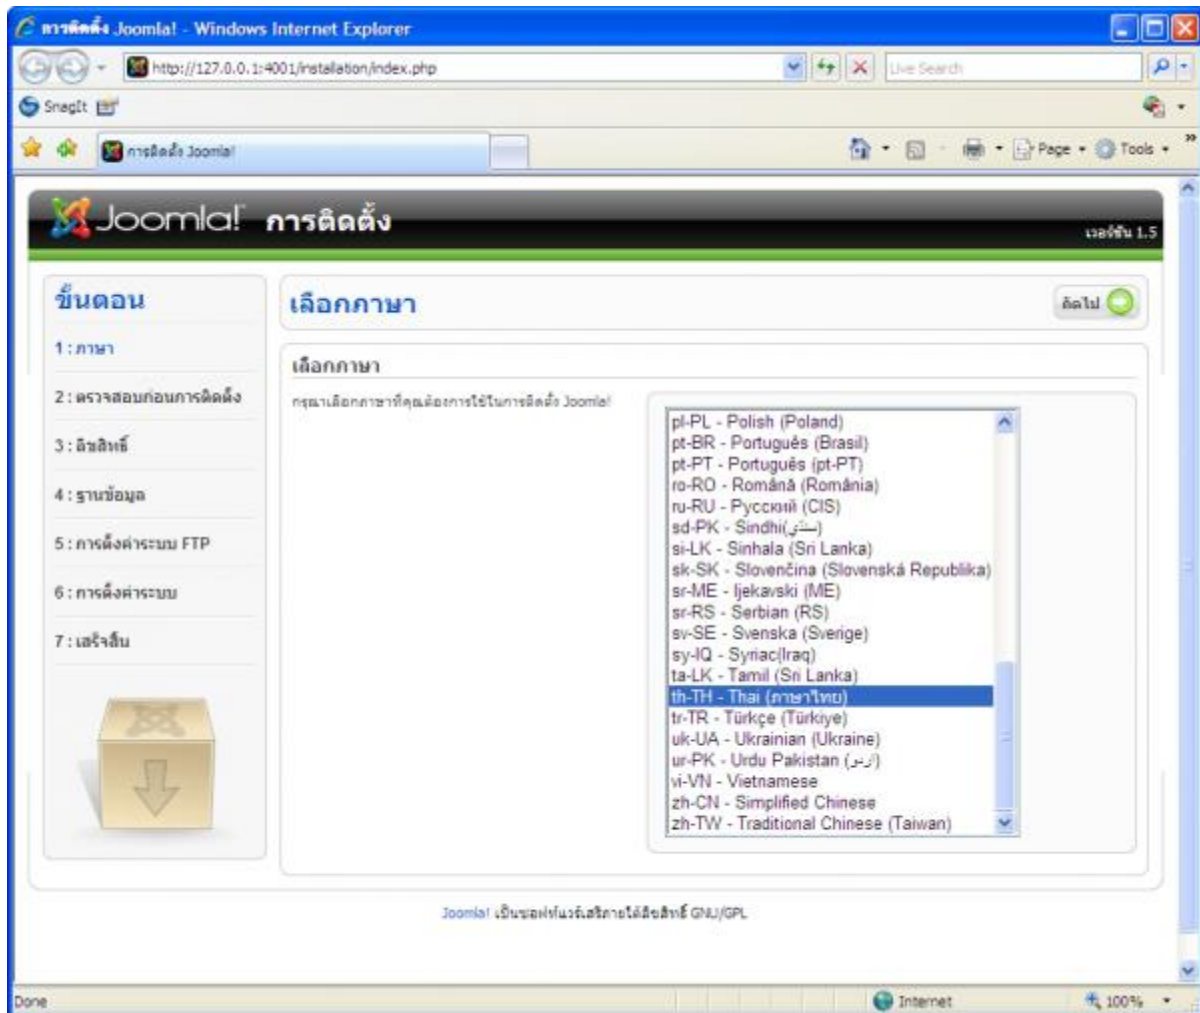 การติดตั้ง Joomla! - Windows Internet Explorer
http://127.0.0.1:4001/installation/index.php
Live Search
SnagIt
การติดตั้ง Joomla!
Page
Tools
Joomla! การติดตั้ง
เวอร์ชัน 1.5
ขั้นตอน
1 : ภาษา
2 : ตรวจสอบก่อนการติดตั้ง
3 : ลิขสิทธิ์
4 : ฐานข้อมูล
5 : การตั้งค่าระบบ FTP
6 : การตั้งค่าระบบ
7 : เสร็จสิ้น
เลือกภาษา
ถัดไป
เลือกภาษา
กรุณาเลือกภาษาที่คุณต้องการใช้ในการติดตั้ง Joomla!
pl-PL - Polish (Poland)
pt-BR - Português (Brasil)
pt-PT - Português (pt-PT)
ro-RO - Română (România)
ru-RU - Русский (CIS)
sd-PK - Sindhi(سنڌي)
si-LK - Sinhala (Sri Lanka)
sk-SK - Slovenčina (Slovenská Republika)
sr-ME - Ijekavski (ME)
sr-RS - Serbian (RS)
sv-SE - Svenska (Sverige)
sy-IQ - Syriac(Iraq)
ta-LK - Tamil (Sri Lanka)
th-TH - Thai (ภาษาไทย)
tr-TR - Türkçe (Türkiye)
uk-UA - Ukrainian (Ukraine)
ur-PK - Urdu Pakistan (اردو)
vi-VN - Vietnamese
zh-CN - Simplified Chinese
zh-TW - Traditional Chinese (Taiwan)
Joomla! เป็นซอฟท์แวร์เสรีภายใต้ลิขสิทธิ์ GNU/GPL
Done
Internet
100%